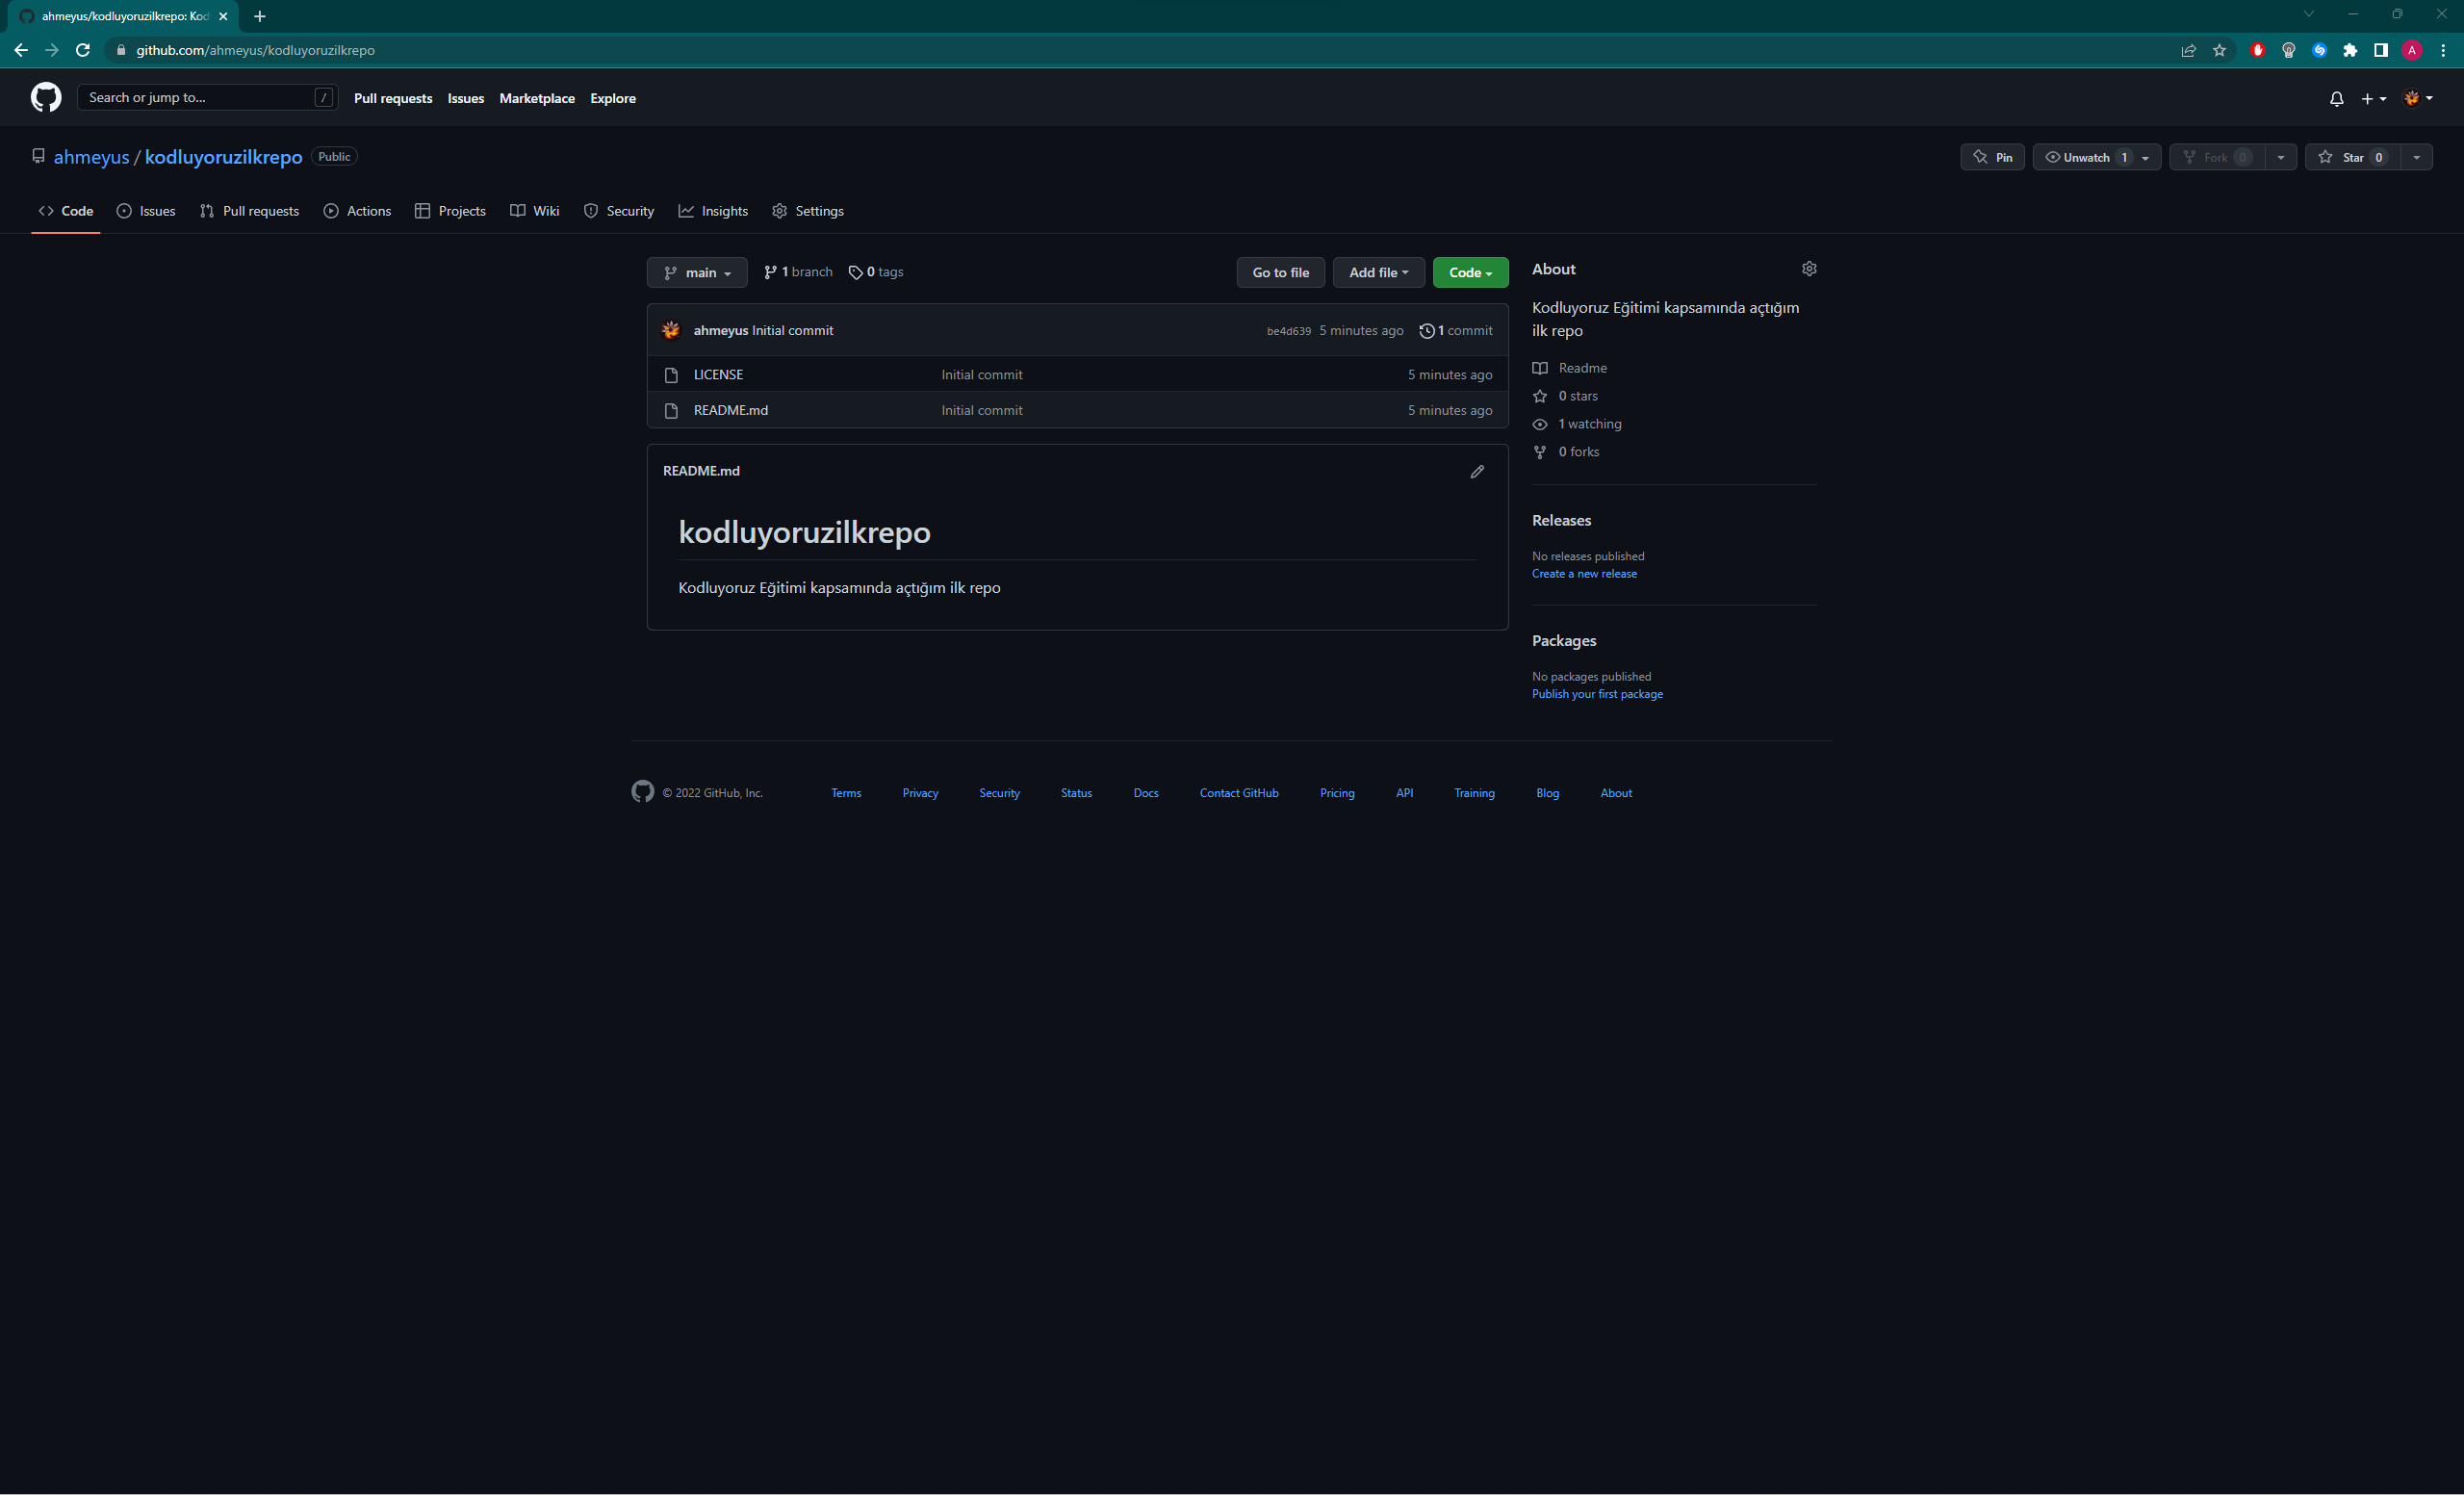 ahmeyus/kodluyoruzilkrepo: Kod
github.com/ahmeyus/kodluyoruzilkrepo
A
Search or jump to... /
Pull requests Issues Marketplace Explore
ahmeyus / kodluyoruzilkrepo Public
Pin Unwatch 1 Fork 0 Star 0
Code Issues Pull requests Actions Projects Wiki Security Insights Settings
main 1 branch 0 tags Go to file Add file Code
ahmeyus Initial commit be4d639 5 minutes ago 1 commit
LICENSE Initial commit 5 minutes ago
README.md Initial commit 5 minutes ago
README.md
kodluyoruzilkrepo
Kodluyoruz Eğitimi kapsamında açtığım ilk repo
About
Kodluyoruz Eğitimi kapsamında açtığım
ilk repo
Readme
0 stars
1 watching
0 forks
Releases
No releases published
Create a new release
Packages
No packages published
Publish your first package
© 2022 GitHub, Inc. Terms Privacy Security Status Docs Contact GitHub Pricing API Training Blog About